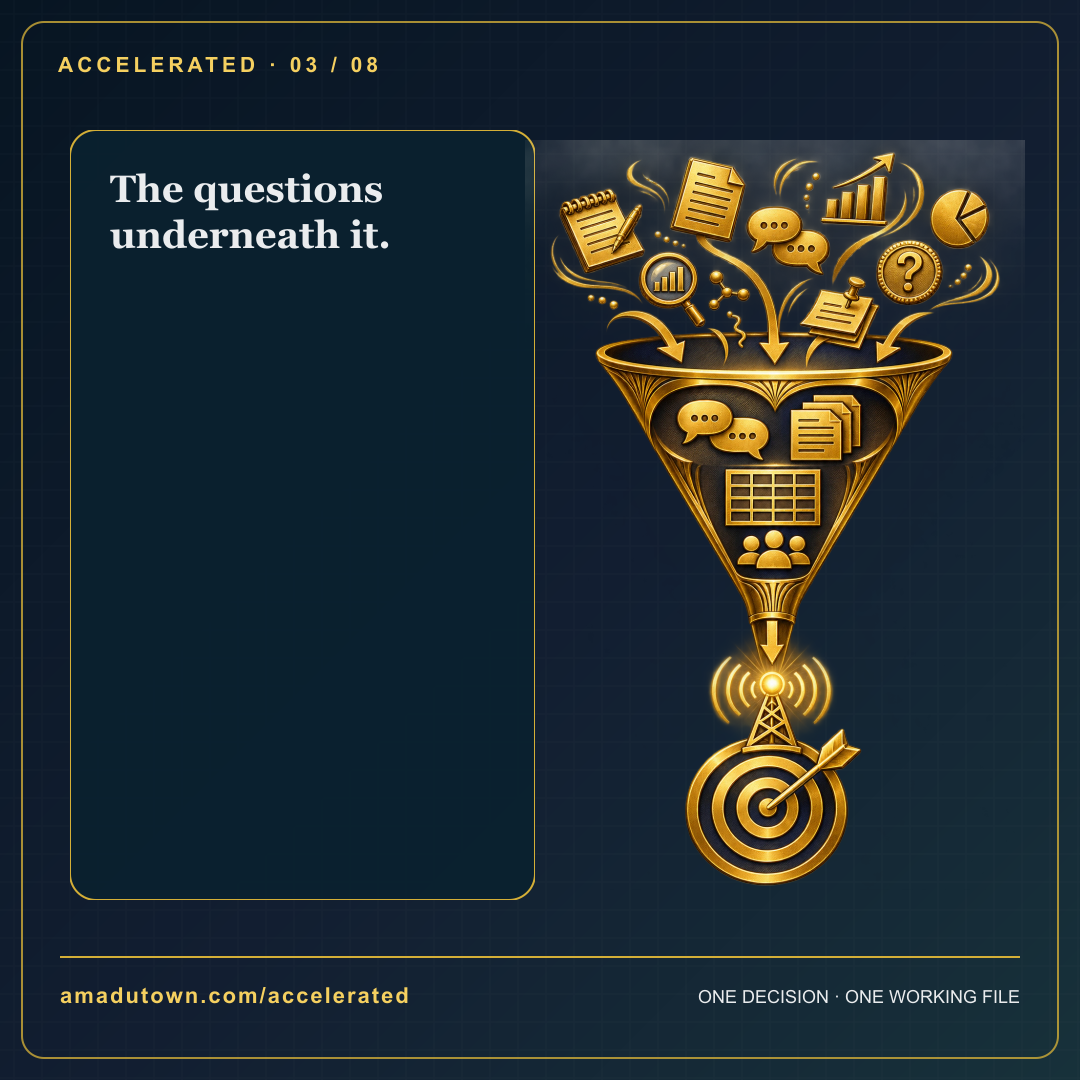 ACCELERATED · 03 / 08
The questions
underneath it.
?
amadutown.com/accelerated
ONE DECISION · ONE WORKING FILE